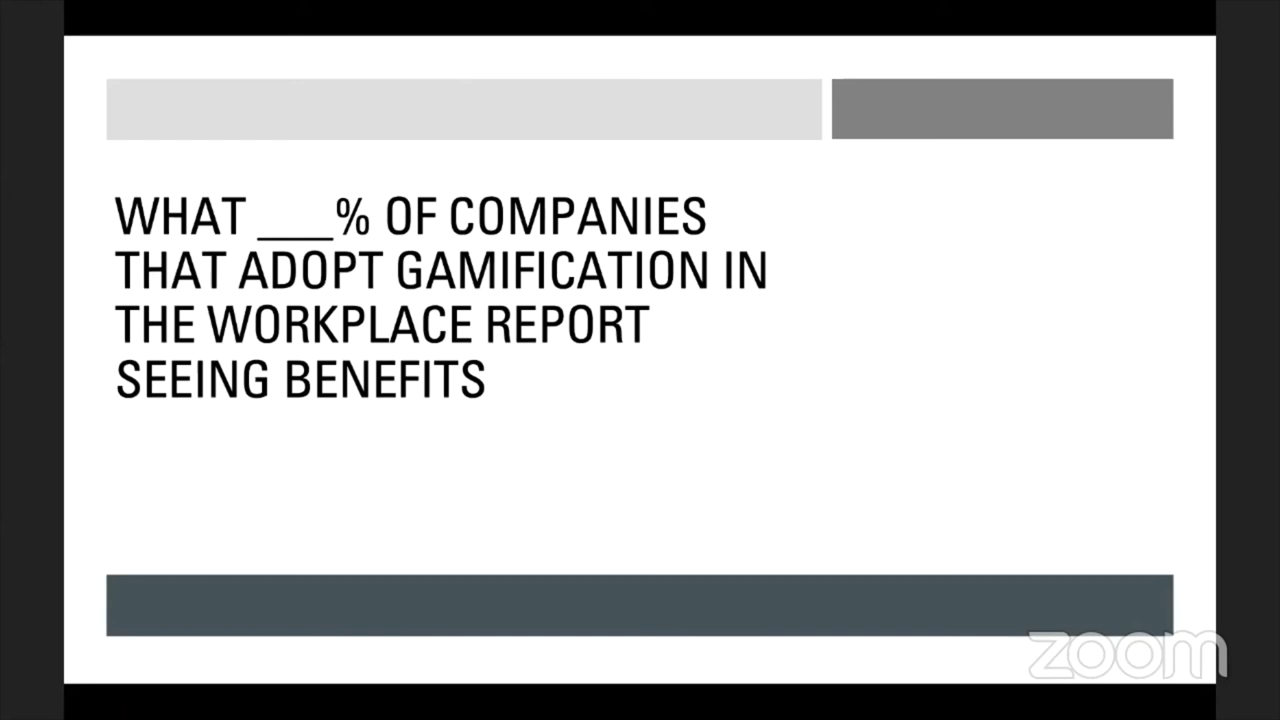 WHAT ___% OF COMPANIES
THAT ADOPT GAMIFICATION IN
THE WORKPLACE REPORT
SEEING BENEFITS
zoom